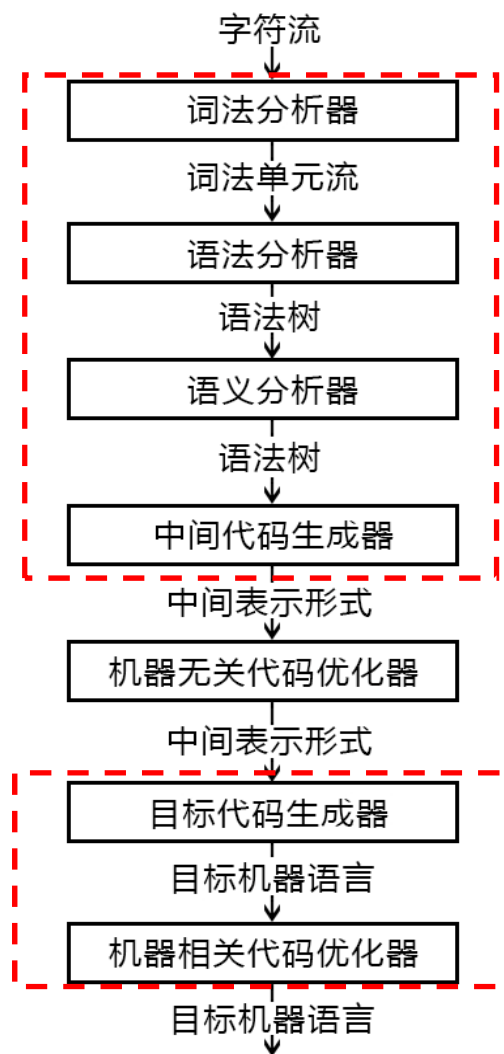 字符流
词法分析器
词法单元流
语法分析器
语法树
语义分析器
语法树
中间代码生成器
中间表示形式
机器无关代码优化器
中间表示形式
目标代码生成器
目标机器语言
机器相关代码优化器
目标机器语言